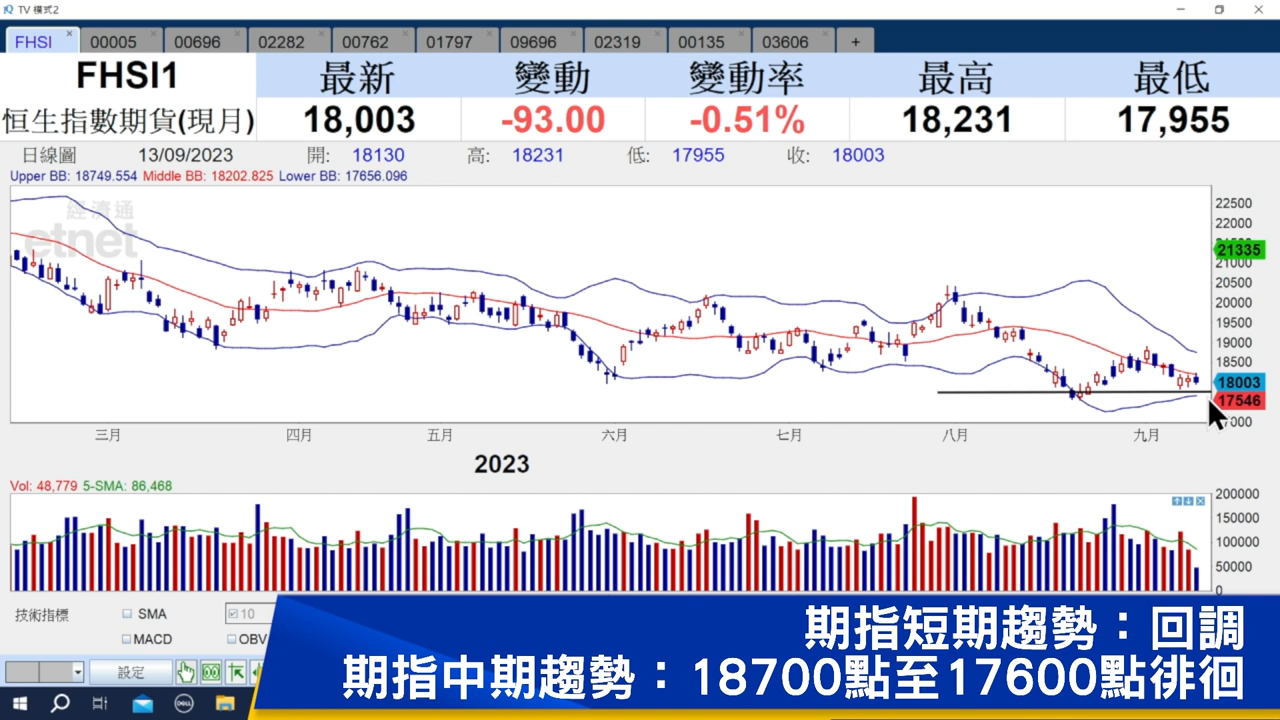 TV 模式2
FHSI 00005 00696 02282 00762 01797 09696 02319 00135 03606 +
FHSI1 最新 變動 變動率 最高 最低
恒生指數期貨(現月) 18,003 -93.00 -0.51% 18,231 17,955
日線圖 13/09/2023 開: 18130 高: 18231 低: 17955 收: 18003
Upper BB: 18749.554 Middle BB: 18202.825 Lower BB: 17656.096
經濟通
etnet
22500
22000
21335
21000
20500
20000
19500
19000
18500
18003
17546
三月 四月 五月 六月 七月 八月 九月
2023
Vol: 48,779 5-SMA: 86,468
200000
150000
100000
50000
0
技術指標 SMA 10
MACD OBV
設定
期指短期趨勢：回調
期指中期趨勢：18700點至17600點徘徊